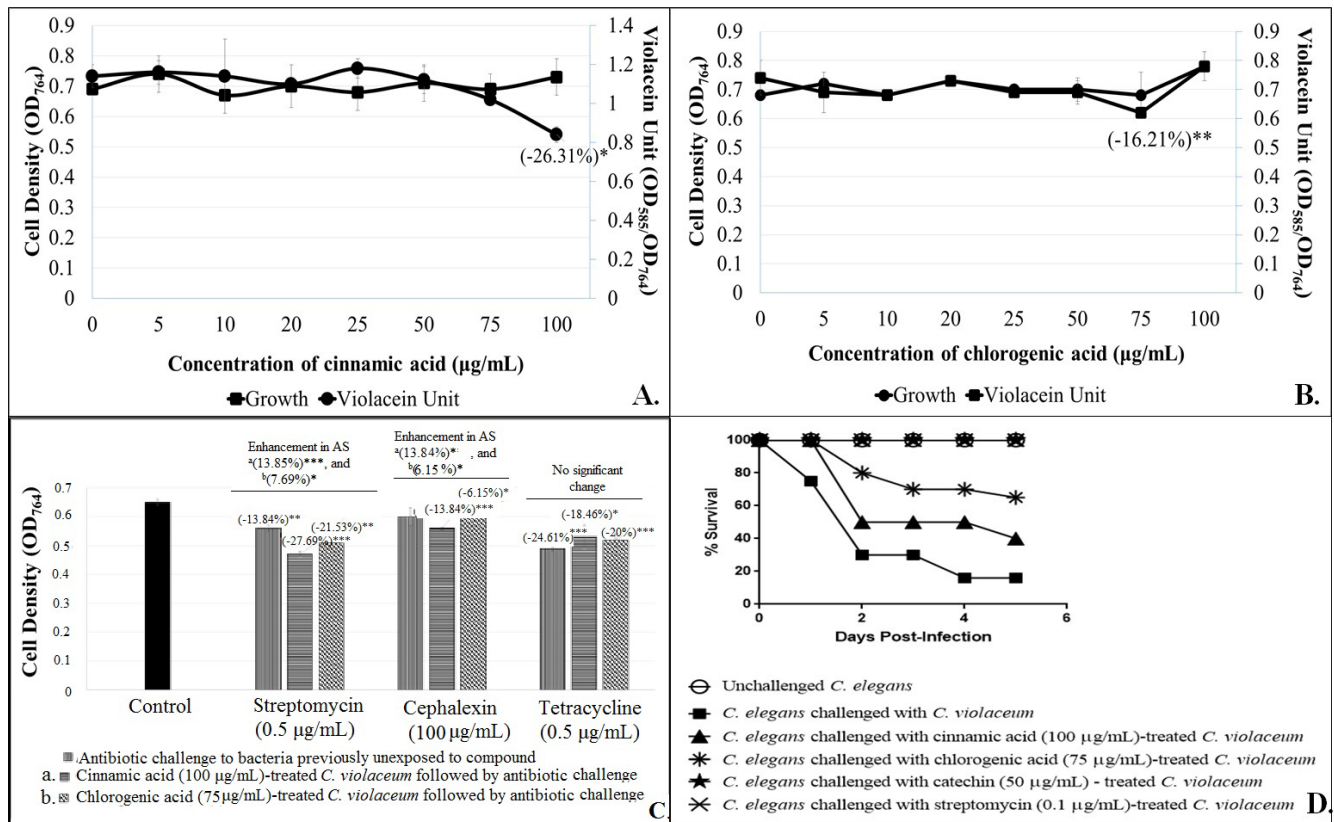 0.9
0.8
0.7
0.6
0.5
0.4
0.3
0.2
0.1
0
Cell Density (OD764)
1.4
1.2
1
0.8
0.6
0.4
0.2
0
Violacein Unit (OD585/OD764)
(-26.31%)*
0 5 10 20 25 50 75 100
Concentration of cinnamic acid (µg/mL)
Growth Violacein Unit
A.
0.9
0.8
0.7
0.6
0.5
0.4
0.3
0.2
0.1
0
Cell Density (OD764)
0.9
0.8
0.7
0.6
0.5
0.4
0.3
0.2
0.1
0
Violacein Unit (OD585/OD764)
(-16.21%)**
0 5 10 20 25 50 75 100
Concentration of chlorogenic acid (µg/mL)
Growth Violacein Unit
B.
Enhancement in AS
a(13.85%)***, and
b(7.69%)*
Enhancement in AS
a(13.84%)* , and
b(6.15 %)*
No significant
change
0.7
0.6
0.5
0.4
0.3
0.2
0.1
0
Cell Density (OD764)
(-13.84%)**
(-27.69%)***
(-21.53%)**
(-13.84%)***
(-6.15%)*
(-24.61%)***
(-18.46%)*
(-20%)***
Control
Streptomycin
(0.5 µg/mL)
Cephalexin
(100 µg/mL)
Tetracycline
(0.5 µg/mL)
Antibiotic challenge to bacteria previously unexposed to compound
a. Cinnamic acid (100 µg/mL)-treated C. violaceum followed by antibiotic challenge
b. Chlorogenic acid (75µg/mL)-treated C. violaceum followed by antibiotic challenge
C.
100
80
60
40
20
0
% Survival
0 2 4 6
Days Post-Infection
Unchallenged C. elegans
C. elegans challenged with C. violaceum
C. elegans challenged with cinnamic acid (100 µg/mL)-treated C. violaceum
C. elegans challenged with chlorogenic acid (75 µg/mL)-treated C. violaceum
C. elegans challenged with catechin (50 µg/mL) - treated C. violaceum
C. elegans challenged with streptomycin (0.1 µg/mL)-treated C. violaceum
D.